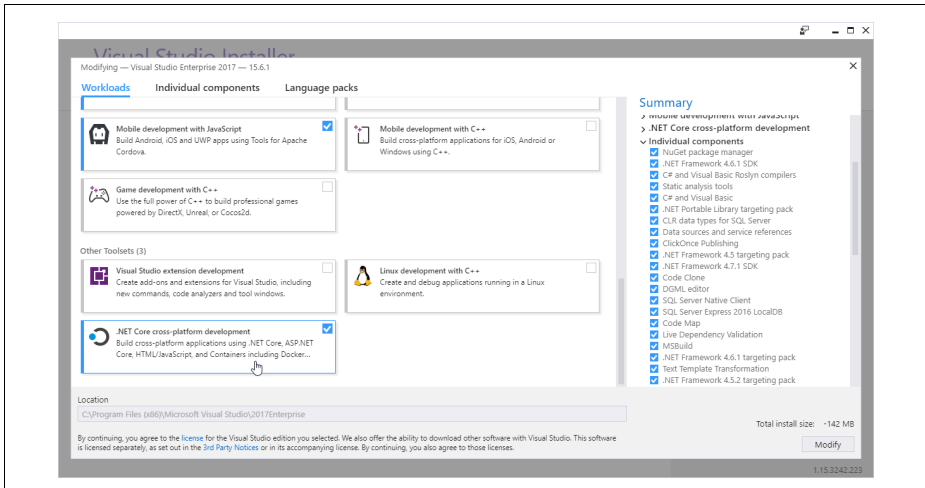 Visual Studio Installer
Modifying — Visual Studio Enterprise 2017 — 15.6.1
Workloads
Individual components
Language packs
Mobile development with JavaScript
Build Android, iOS and UWP apps using Tools for Apache
Cordova.
Mobile development with C++
Build cross-platform applications for iOS, Android or
Windows using C++.
Game development with C++
Use the full power of C++ to build professional games
powered by DirectX, Unreal, or Cocos2d.
Other Toolsets (3)
Visual Studio extension development
Create add-ons and extensions for Visual Studio, including
new commands, code analyzers and tool windows.
Linux development with C++
Create and debug applications running in a Linux
environment.
.NET Core cross-platform development
Build cross-platform applications using .NET Core, ASP.NET
Core, HTML/JavaScript, and Containers including Docker...
Summary
Mobile development with JavaScript
.NET Core cross-platform development
Individual components
NuGet package manager
.NET Framework 4.6.1 SDK
C# and Visual Basic Roslyn compilers
Static analysis tools
C# and Visual Basic
.NET Portable Library targeting pack
CLR data types for SQL Server
Data sources and service references
ClickOnce Publishing
.NET Framework 4.5 targeting pack
.NET Framework 4.7.1 SDK
Code Clone
DGML editor
SQL Server Native Client
SQL Server Express 2016 LocalDB
Code Map
Live Dependency Validation
MSBuild
.NET Framework 4.6.1 targeting pack
Text Template Transformation
.NET Framework 4.5.2 targeting pack
Location
C:\Program Files (x86)\Microsoft Visual Studio\2017Enterprise
By continuing, you agree to the license for the Visual Studio edition you selected. We also offer the ability to download other software with Visual Studio. This software
is licensed separately, as set out in the 3rd Party Notices or in its accompanying license. By continuing, you also agree to those licenses.
Total install size: -142 MB
Modify
1.15.3242.223